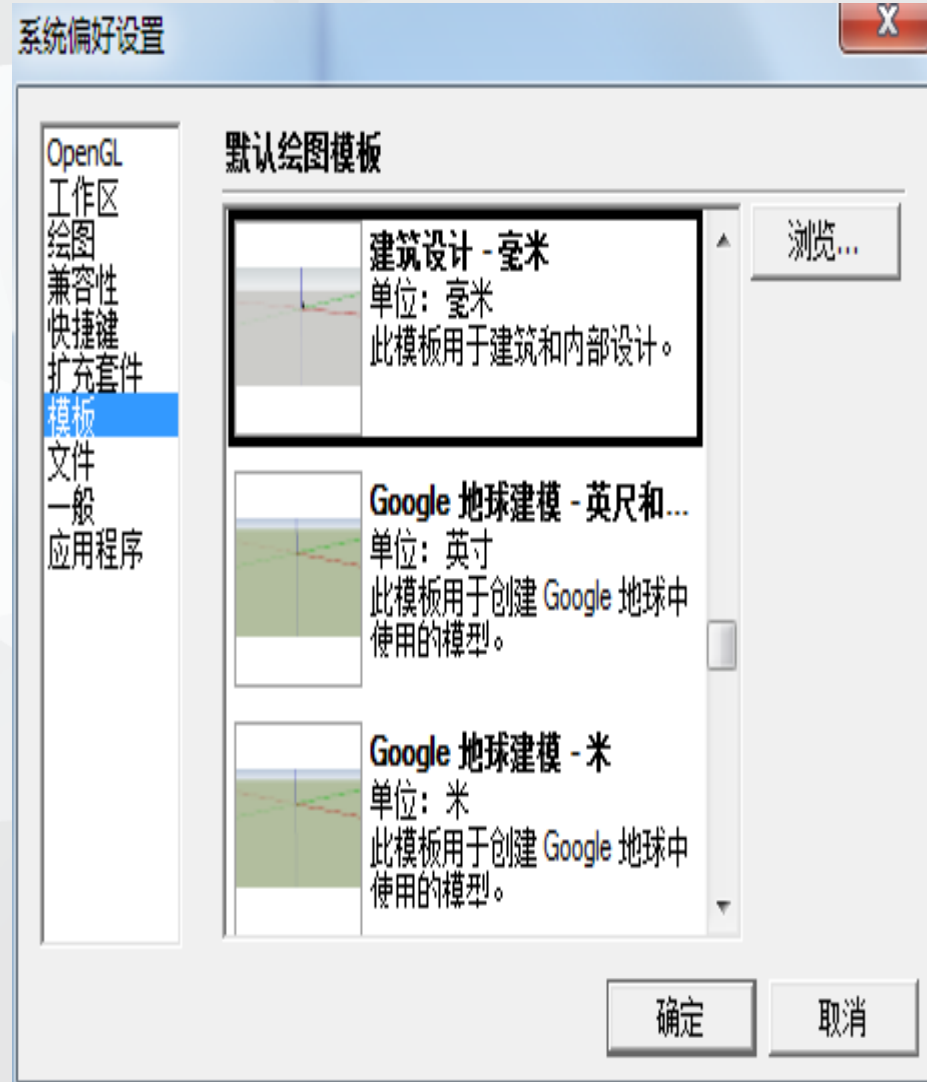 系统偏好设置
X
OpenGL
工作区
绘图
兼容性
快捷键
扩充套件
模板
文件
一般
应用程序
默认绘图模板
建筑设计 - 毫米
单位：毫米
此模板用于建筑和内部设计。
Google 地球建模 - 英尺和...
单位：英寸
此模板用于创建 Google 地球中
使用的模型。
Google 地球建模 - 米
单位：米
此模板用于创建 Google 地球中
使用的模型。
浏览...
确定
取消